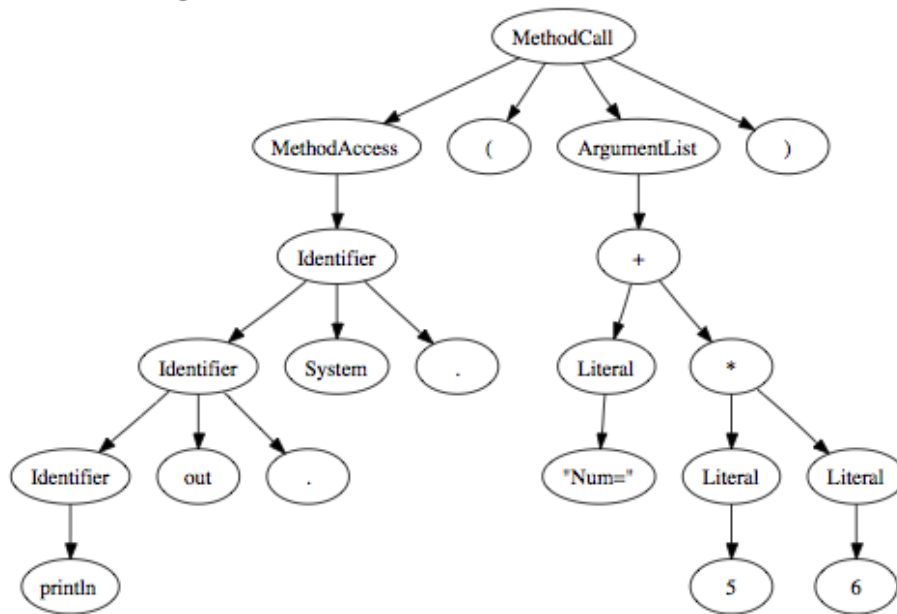 MethodCall
MethodAccess ( ArgumentList )
Identifier +
Identifier System . Literal *
Identifier out . "Num=" Literal Literal
println 5 6